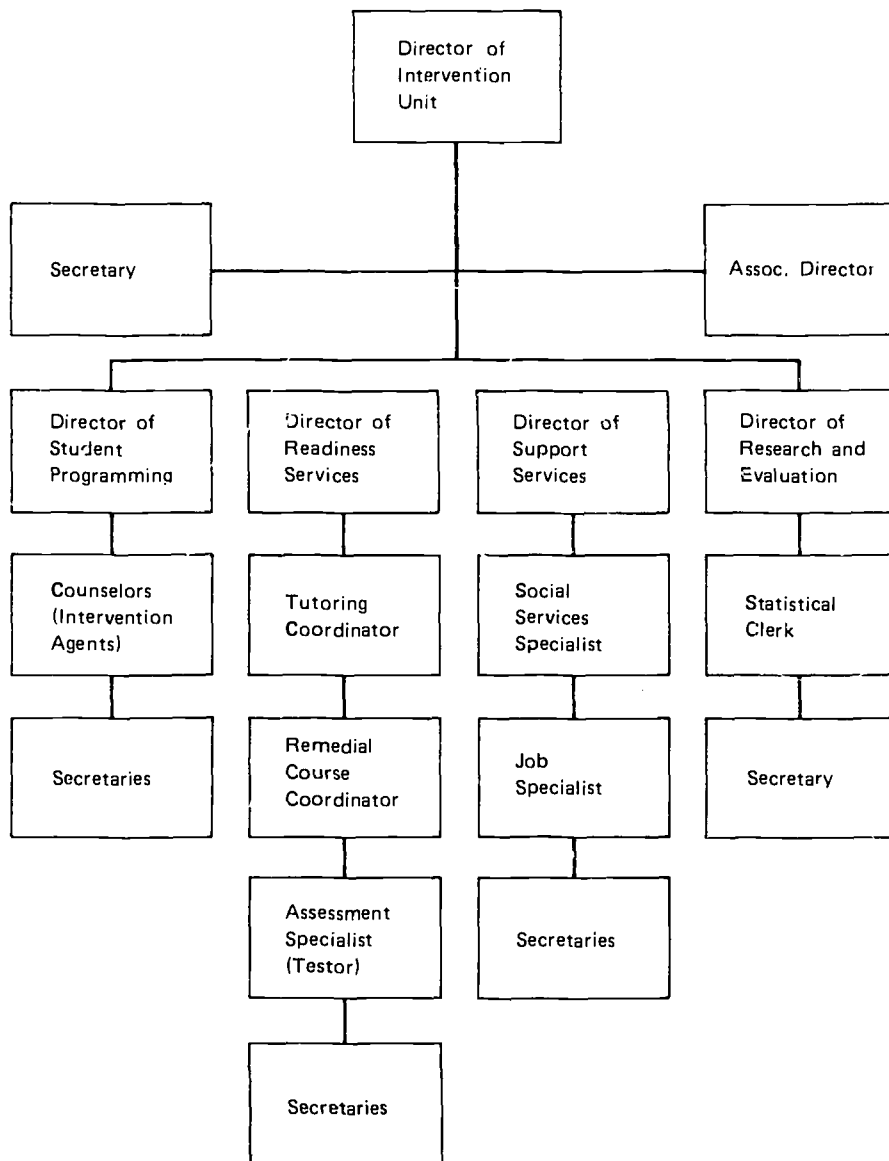 Director of
Intervention
Unit
Secretary
Assoc. Director
Director of
Student
Programming
Director of
Readiness
Services
Director of
Support
Services
Director of
Research and
Evaluation
Counselors
(Intervention
Agents)
Tutoring
Coordinator
Social
Services
Specialist
Statistical
Clerk
Secretaries
Remedial
Course
Coordinator
Job
Specialist
Secretary
Assessment
Specialist
(Testor)
Secretaries
Secretaries